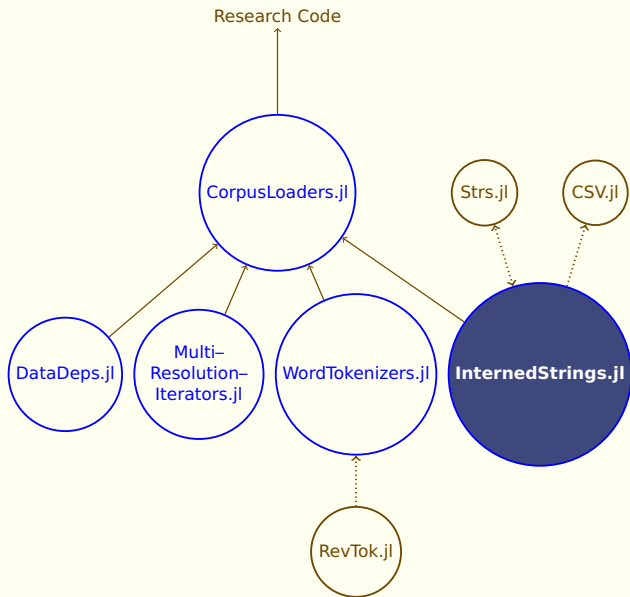 Research Code
CorpusLoaders.jl
Strs.jl
CSV.jl
DataDeps.jl
Multi–
Resolution–
Iterators.jl
WordTokenizers.jl
InternedStrings.jl
RevTok.jl